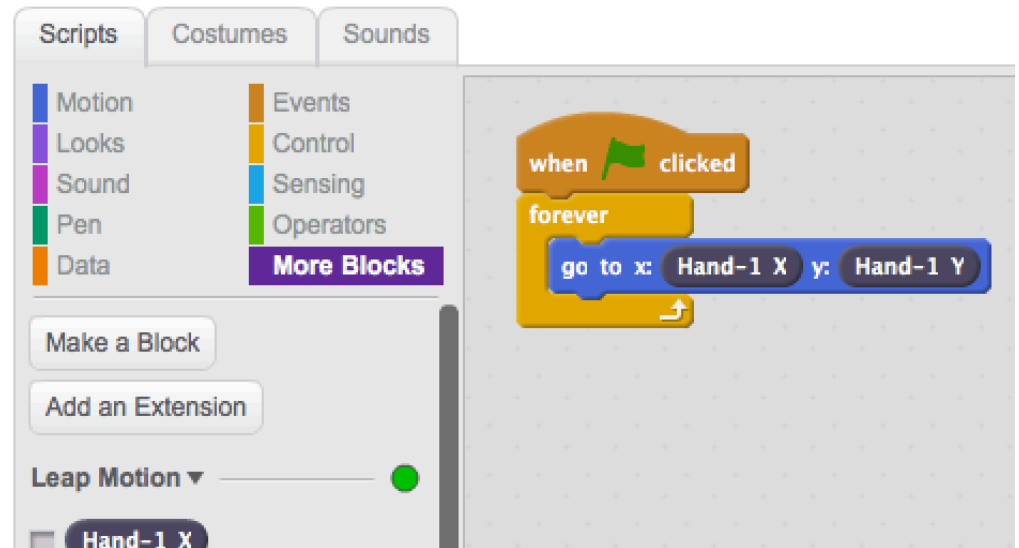 Scripts Costumes Sounds
Motion Events
Looks Control
Sound Sensing
Pen Operators
Data More Blocks
Make a Block
Add an Extension
Leap Motion
Hand-1 X
when clicked
forever
go to x: Hand-1 X y: Hand-1 Y